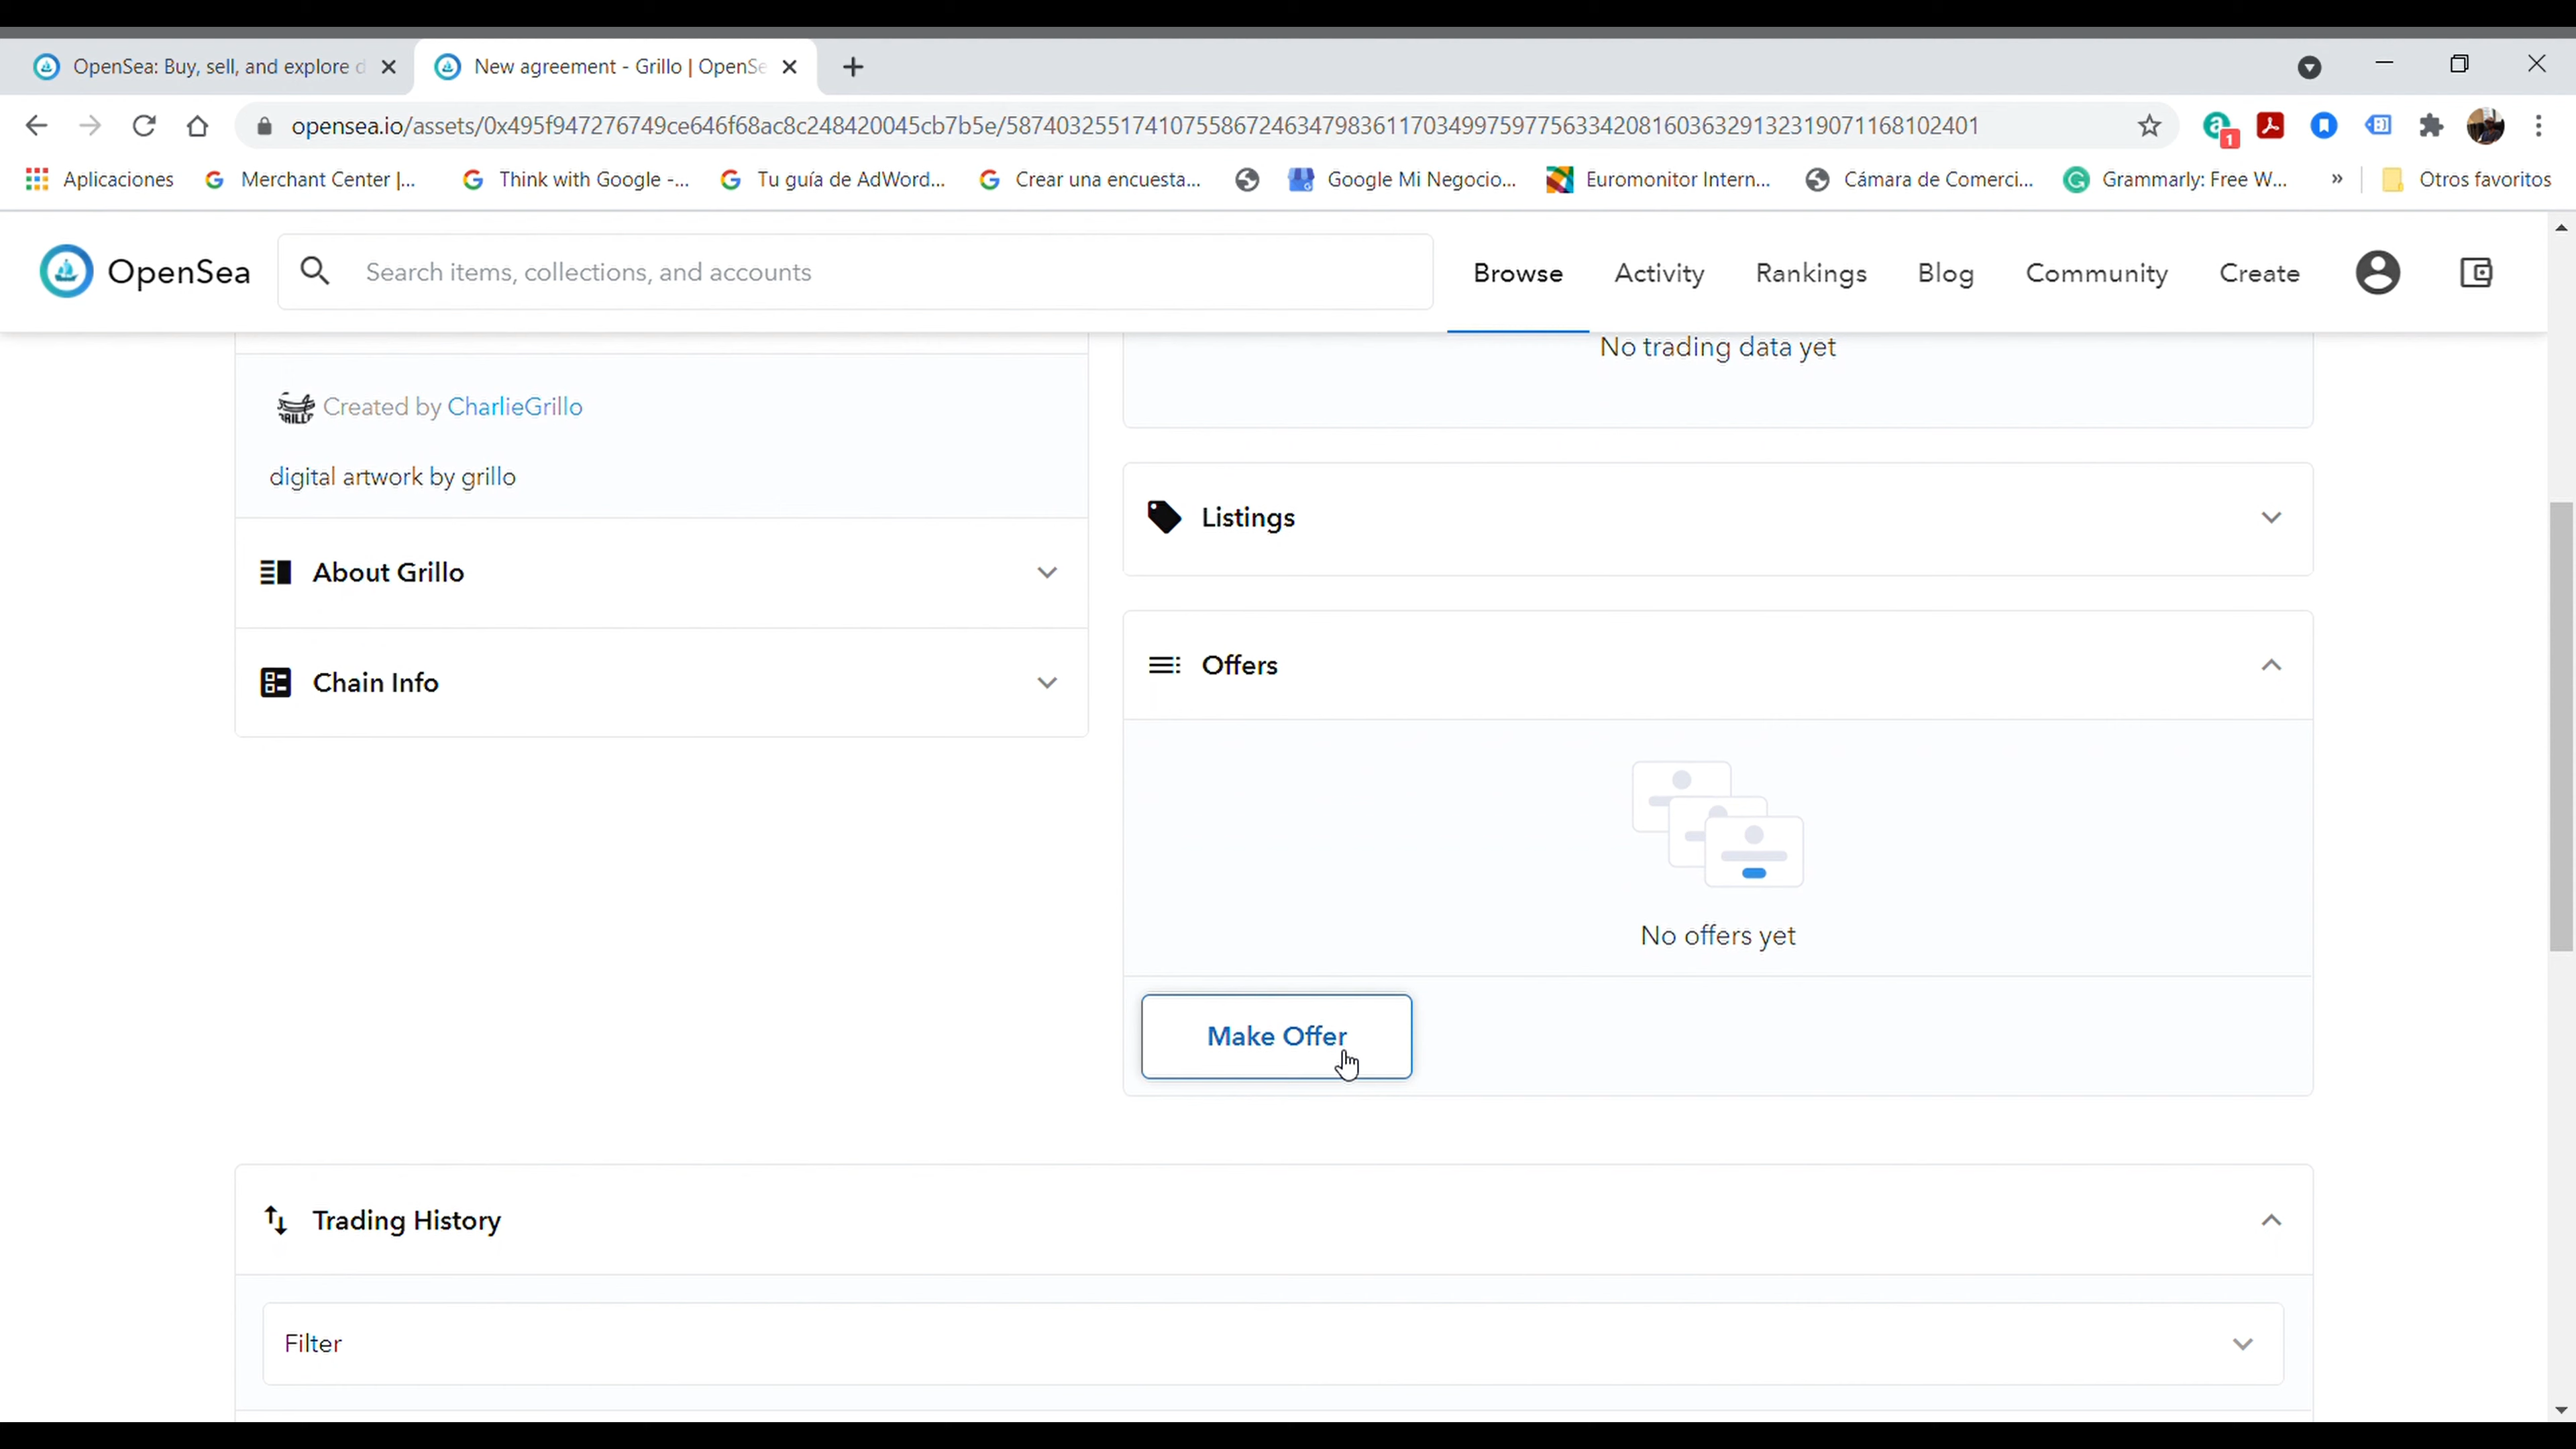 OpenSea: Buy, sell, and explore d
New agreement - Grillo | OpenSe
opensea.io/assets/0x495f947276749ce646f68ac8c248420045cb7b5e/58740325517410755867246347983611703499759775633420816036329132319071168102401
1
Aplicaciones
Merchant Center |...
Think with Google -...
Tu guía de AdWord...
Crear una encuesta...
Google Mi Negocio...
Euromonitor Intern...
Cámara de Comerci...
Grammarly: Free W...
»
Otros favoritos
OpenSea
Search items, collections, and accounts
Browse
Activity
Rankings
Blog
Community
Create
No trading data yet
Created by CharlieGrillo
digital artwork by grillo
About Grillo
Chain Info
Listings
Offers
No offers yet
Make Offer
Trading History
Filter